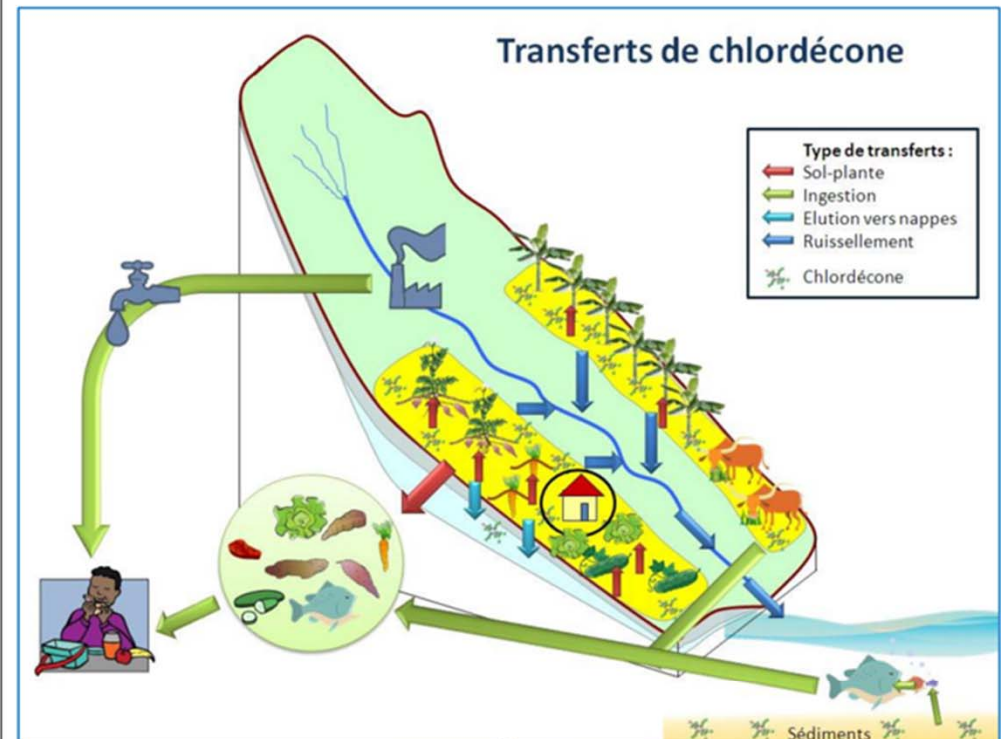 Transferts de chlordécone
Type de transferts :
Sol-plante
Ingestion
Elution vers nappes
Ruissellement
Chlordécone
Sédiments